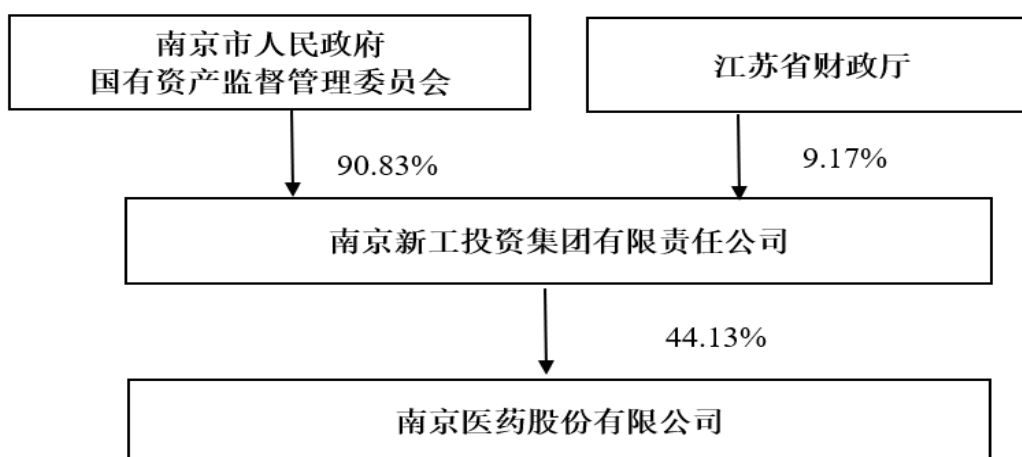 南京市人民政府
国有资产监督管理委员会
江苏省财政厅
90.83%
9.17%
南京新工投资集团有限责任公司
44.13%
南京医药股份有限公司